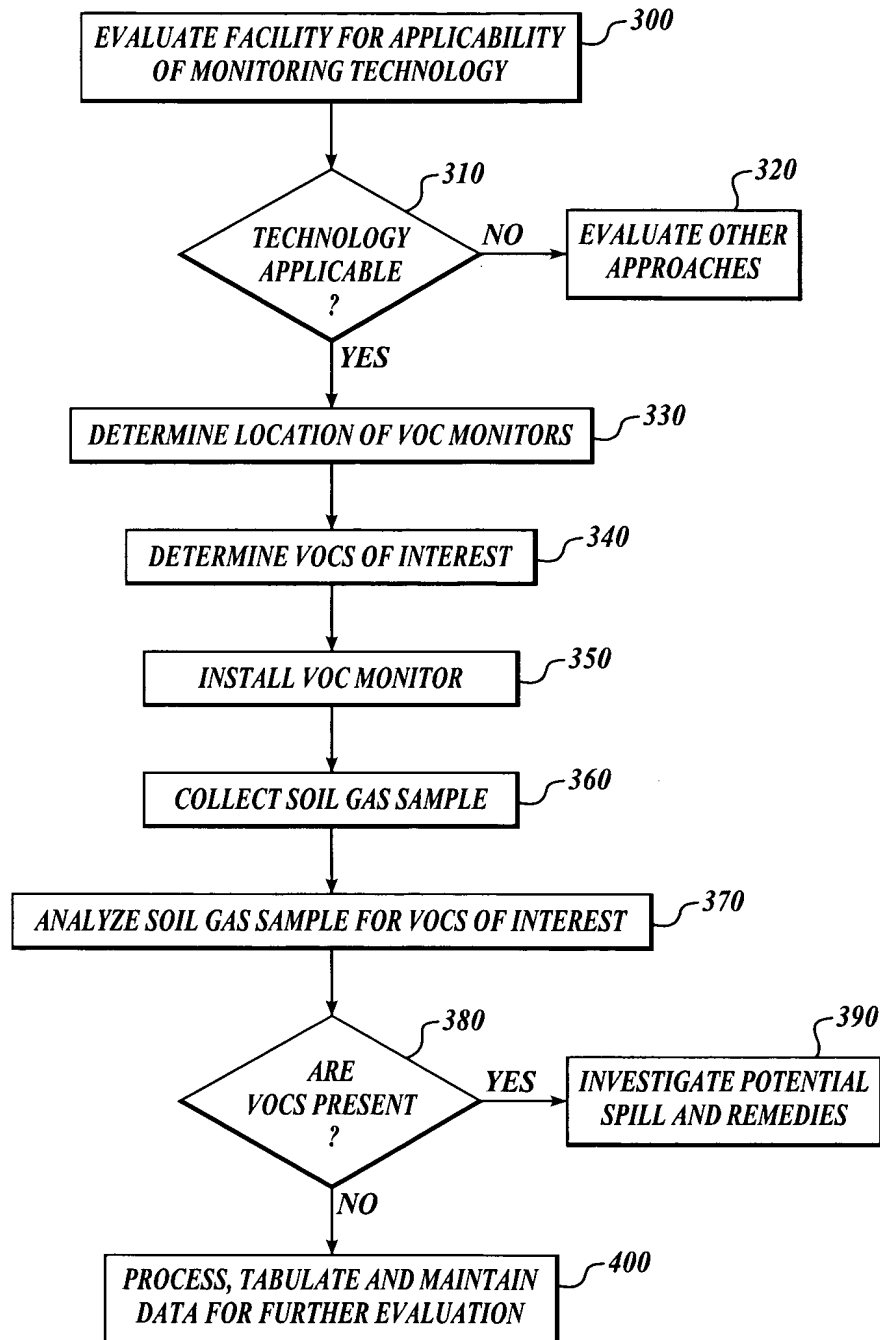 EVALUATE FACILITY FOR APPLICABILITY
OF MONITORING TECHNOLOGY
300
310
TECHNOLOGY
APPLICABLE
?
NO
320
EVALUATE OTHER
APPROACHES
YES
DETERMINE LOCATION OF VOC MONITORS
330
DETERMINE VOCS OF INTEREST
340
INSTALL VOC MONITOR
350
COLLECT SOIL GAS SAMPLE
360
ANALYZE SOIL GAS SAMPLE FOR VOCS OF INTEREST
370
380
ARE
VOCS PRESENT
?
YES
390
INVESTIGATE POTENTIAL
SPILL AND REMEDIES
NO
PROCESS, TABULATE AND MAINTAIN
DATA FOR FURTHER EVALUATION
400